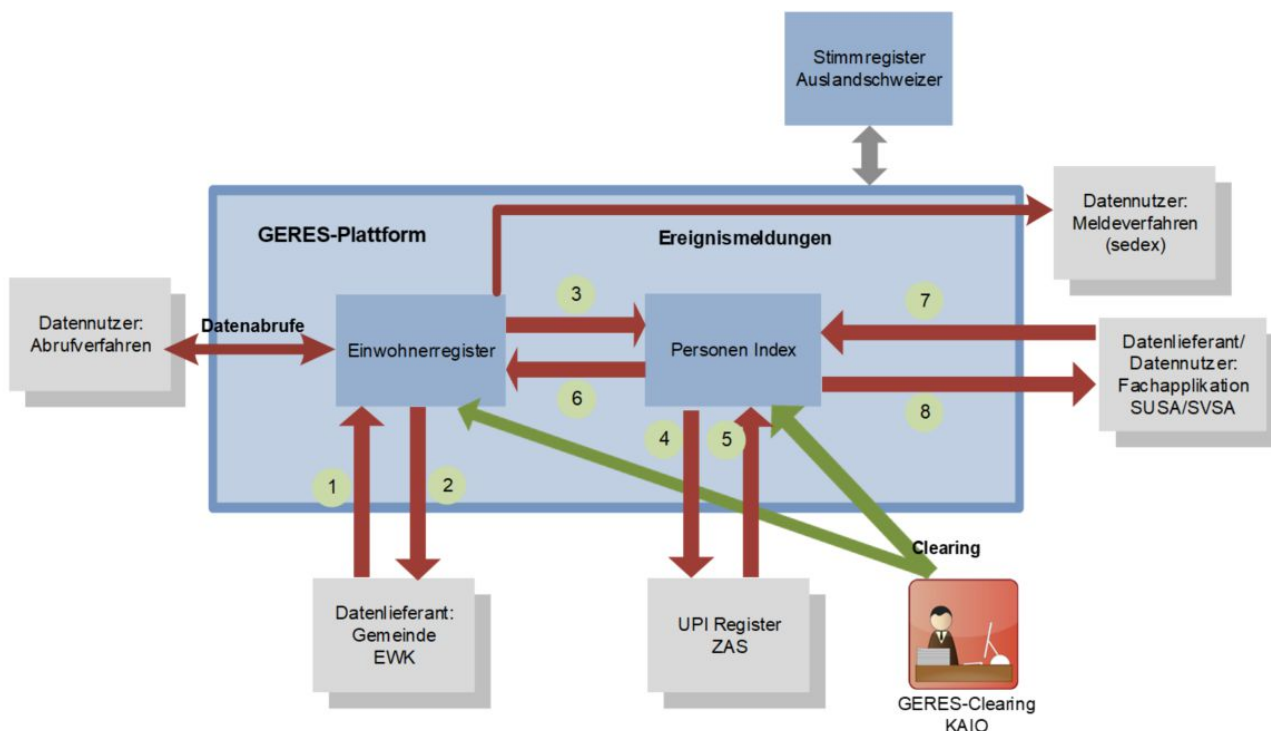 Stimmregister
Auslandschweizer
Datennutzer:
Meldeverfahren
(sedex)
GERES-Plattform
Ereignismeldungen
Datennutzer:
Abrufverfahren
Datenabrufe
Einwohnerregister
3
6
Personen Index
7
8
Datenlieferant/
Datennutzer:
Fachapplikation
SUSA/SVSA
1
2
4
5
Clearing
Datenlieferant:
Gemeinde
EWK
UPI Register
ZAS
GERES-Clearing
KAIO